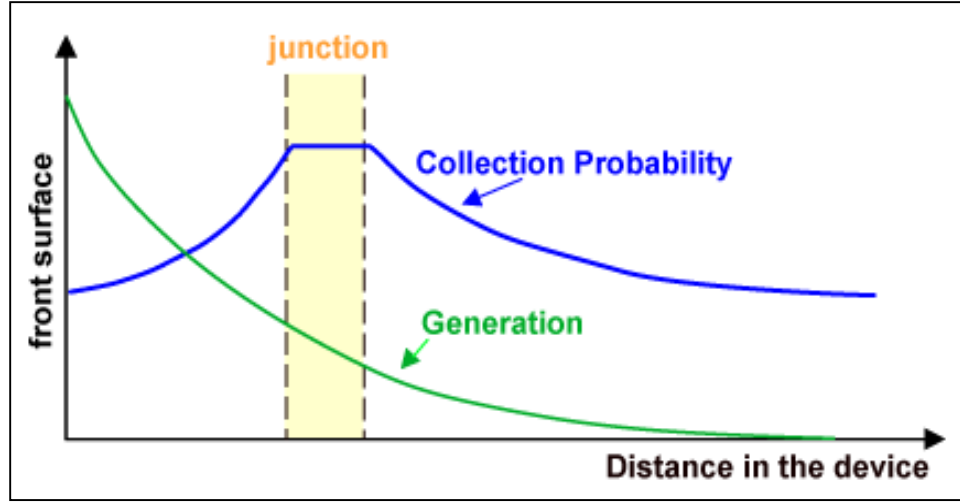 junction
Collection Probability
front surface
Generation
Distance in the device